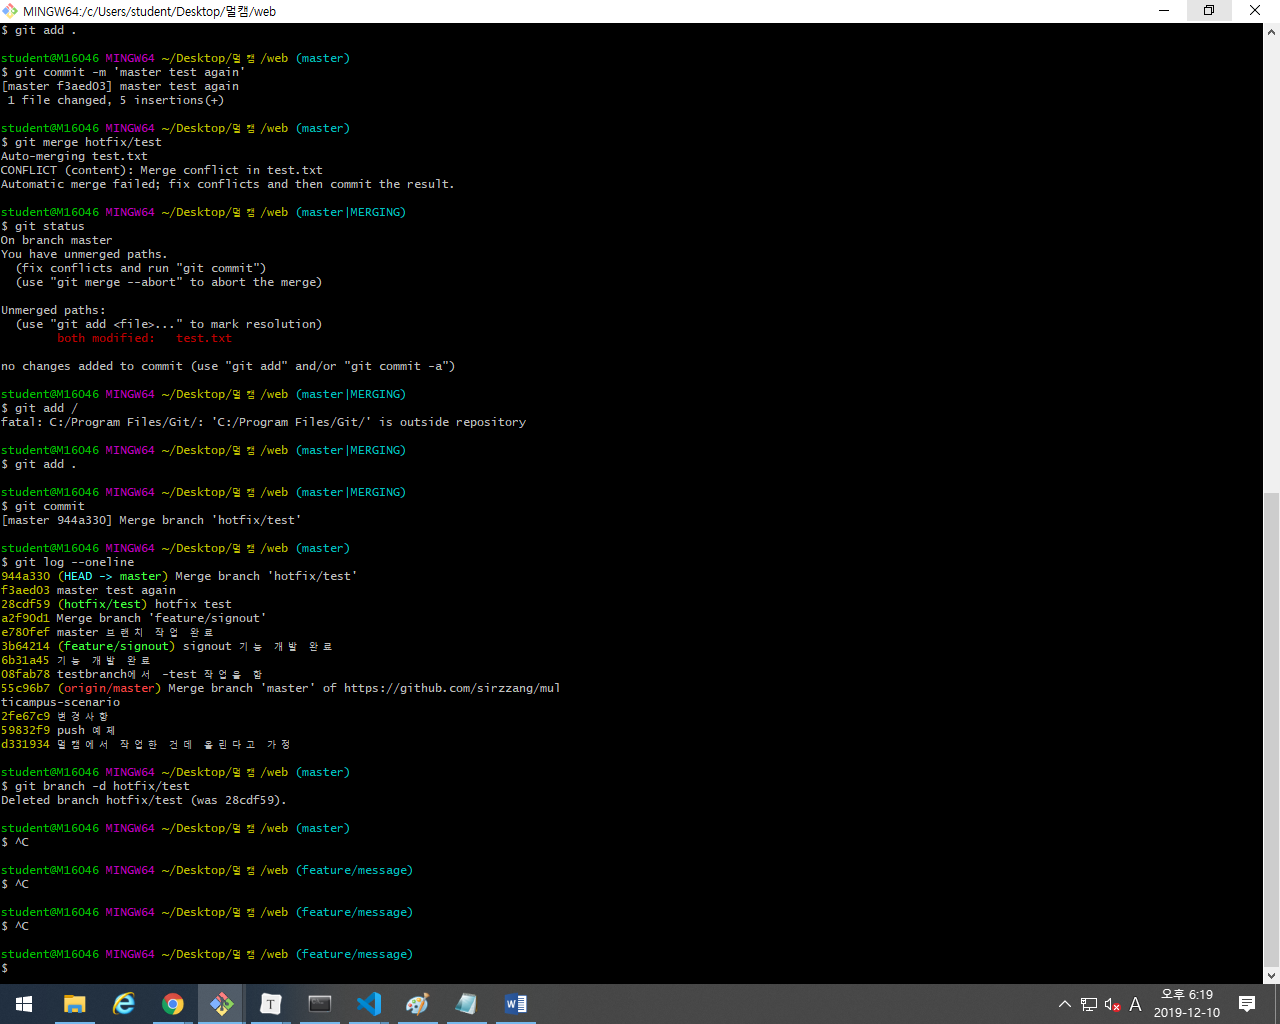 MINGW64:/c/Users/student/Desktop/멀캠/web
$ git add .
student@M16046 MINGW64 ~/Desktop/멀캠/web (master)
$ git commit -m 'master test again'
[master f3aed03] master test again
1 file changed, 5 insertions(+)
student@M16046 MINGW64 ~/Desktop/멀캠/web (master)
$ git merge hotfix/test
Auto-merging test.txt
CONFLICT (content): Merge conflict in test.txt
Automatic merge failed; fix conflicts and then commit the result.
student@M16046 MINGW64 ~/Desktop/멀캠/web (master|MERGING)
$ git status
On branch master
You have unmerged paths.
(fix conflicts and run "git commit")
(use "git merge --abort" to abort the merge)
Unmerged paths:
(use "git add <file>..." to mark resolution)
both modified:   test.txt
no changes added to commit (use "git add" and/or "git commit -a")
student@M16046 MINGW64 ~/Desktop/멀캠/web (master|MERGING)
$ git add /
fatal: C:/Program Files/Git/: 'C:/Program Files/Git/' is outside repository
student@M16046 MINGW64 ~/Desktop/멀캠/web (master|MERGING)
$ git add .
student@M16046 MINGW64 ~/Desktop/멀캠/web (master|MERGING)
$ git commit
[master 944a330] Merge branch 'hotfix/test'
student@M16046 MINGW64 ~/Desktop/멀캠/web (master)
$ git log --oneline
944a330 (HEAD -> master) Merge branch 'hotfix/test'
f3aed03 master test again
28cdf59 (hotfix/test) hotfix test
a2f90d1 Merge branch 'feature/signout'
e780fef master 브랜치 작업 완료
3b64214 (feature/signout) signout 기능 개발 완료
6b31a45 기능 개발 완료
08fab78 testbranch에서 -test 작업을 함
55c96b7 (origin/master) Merge branch 'master' of https://github.com/sirzzang/mul
ticampus-scenario
2fe67c9 변경사항
59832f9 push 예제
d331934 멀캠에서 작업한 건데 올린다고 가정
student@M16046 MINGW64 ~/Desktop/멀캠/web (master)
$ git branch -d hotfix/test
Deleted branch hotfix/test (was 28cdf59).
student@M16046 MINGW64 ~/Desktop/멀캠/web (master)
$ ^C
student@M16046 MINGW64 ~/Desktop/멀캠/web (feature/message)
$ ^C
student@M16046 MINGW64 ~/Desktop/멀캠/web (feature/message)
$ ^C
student@M16046 MINGW64 ~/Desktop/멀캠/web (feature/message)
$
T
A
오후 6:19
2019-12-10